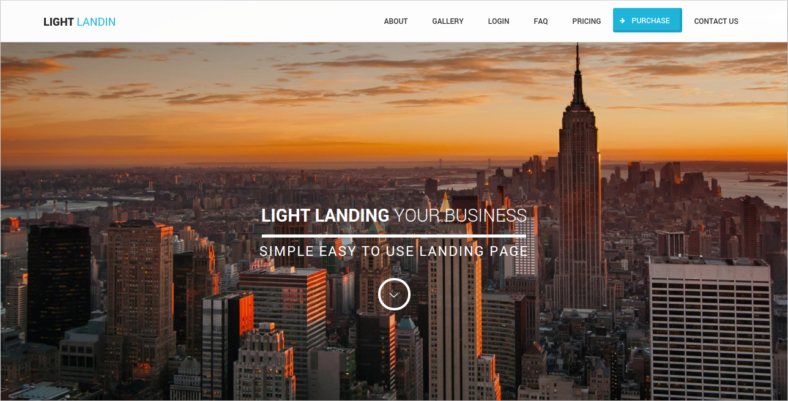 LIGHT LANDIN
ABOUT GALLERY LOGIN FAQ PRICING PURCHASE CONTACT US
LIGHT LANDING YOUR BUSINESS
SIMPLE EASY TO USE LANDING PAGE